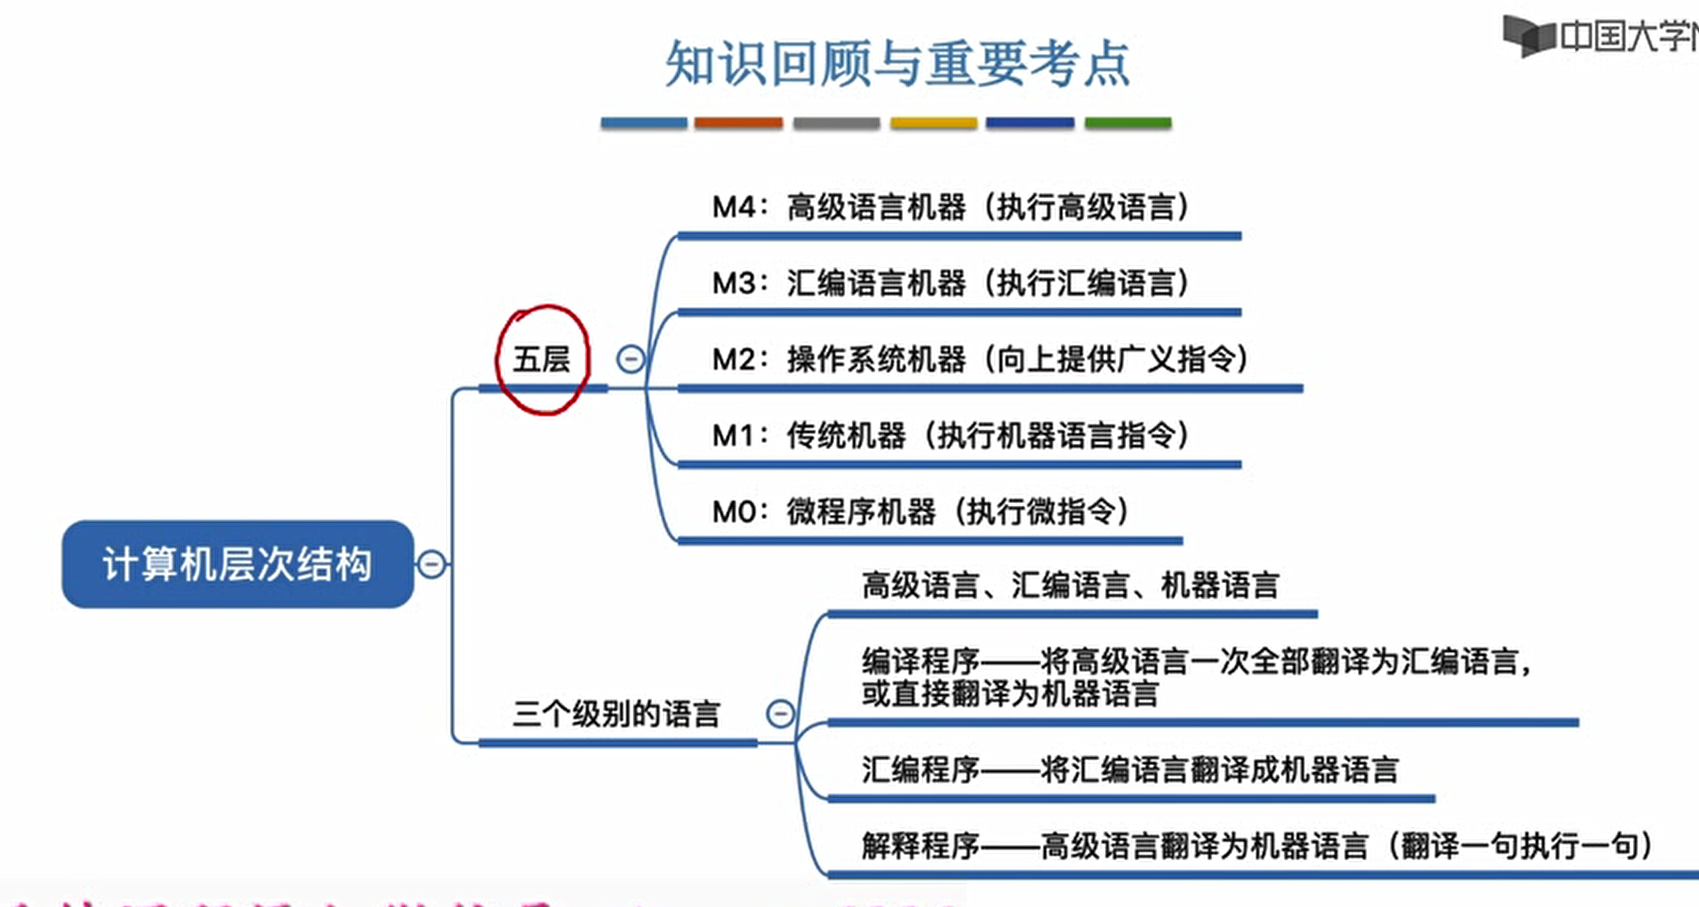 中国大学
知识回顾与重要考点
M4：高级语言机器（执行高级语言）
M3：汇编语言机器（执行汇编语言）
五层
M2：操作系统机器（向上提供广义指令）
M1：传统机器（执行机器语言指令）
M0：微程序机器（执行微指令）
计算机层次结构
高级语言、汇编语言、机器语言
编译程序——将高级语言一次全部翻译为汇编语言，
或直接翻译为机器语言
三个级别的语言
汇编程序——将汇编语言翻译成机器语言
解释程序——高级语言翻译为机器语言（翻译一句执行一句）